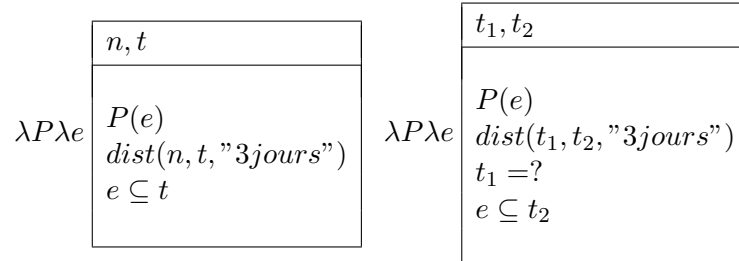 λPλe
n, t
P(e)
dist(n, t, ”3jours”)
e ⊆ t
λPλe
t₁, t₂
P(e)
dist(t₁, t₂, ”3jours”)
t₁ =?
e ⊆ t₂